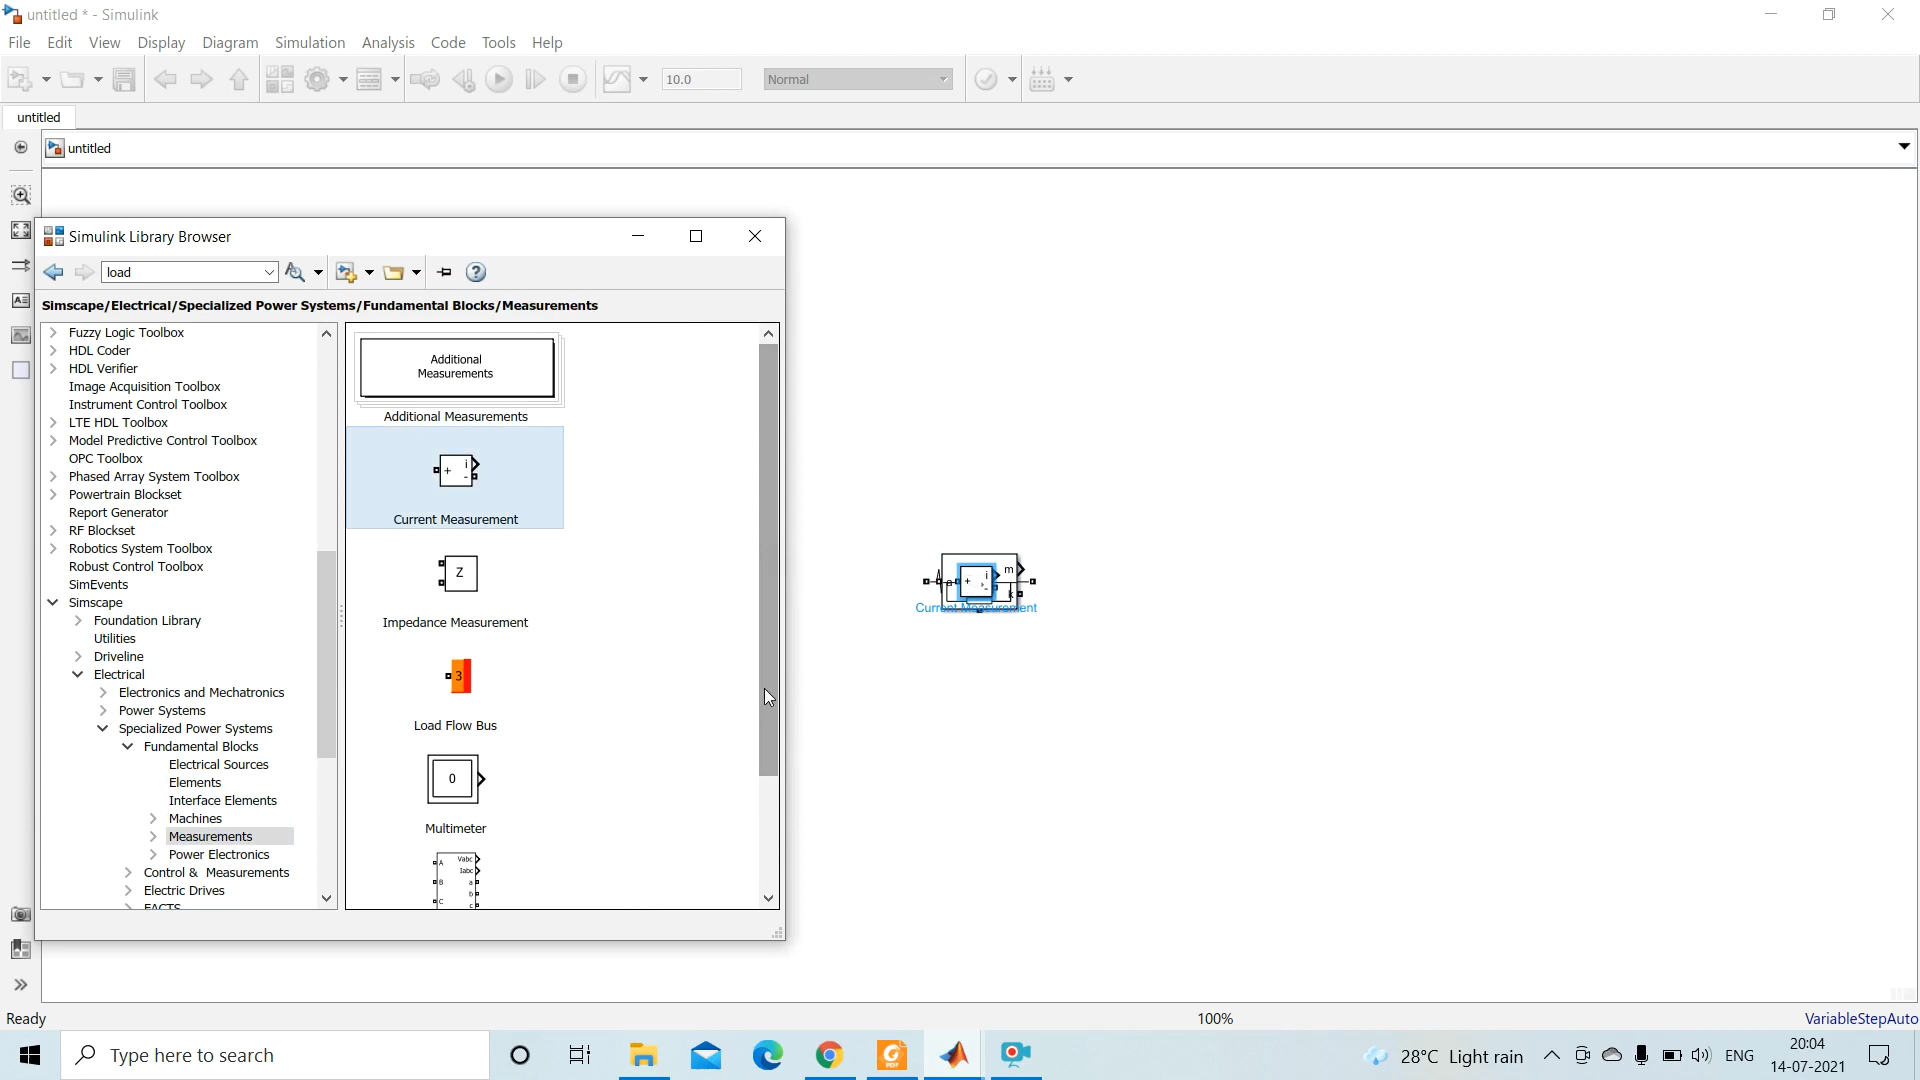 untitled * - Simulink
File Edit View Display Diagram Simulation Analysis Code Tools Help
10.0 Normal
untitled
untitled
Simulink Library Browser
load
Simscape/Electrical/Specialized Power Systems/Fundamental Blocks/Measurements
Fuzzy Logic Toolbox
HDL Coder
HDL Verifier
Image Acquisition Toolbox
Instrument Control Toolbox
LTE HDL Toolbox
Model Predictive Control Toolbox
OPC Toolbox
Phased Array System Toolbox
Powertrain Blockset
Report Generator
RF Blockset
Robotics System Toolbox
Robust Control Toolbox
SimEvents
Simscape
Foundation Library
Utilities
Driveline
Electrical
Electronics and Mechatronics
Power Systems
Specialized Power Systems
Fundamental Blocks
Electrical Sources
Elements
Interface Elements
Machines
Measurements
Power Electronics
Control & Measurements
Electric Drives
FACTS
Additional
Measurements
Additional Measurements
+ i
-
Current Measurement
Z
Impedance Measurement
3
Load Flow Bus
0
Multimeter
A Vabc
Iabc
B a
b
C c
a + i m
- k
Current Measurement
Ready 100% VariableStepAuto
Type here to search
28°C Light rain ENG
20:04
14-07-2021